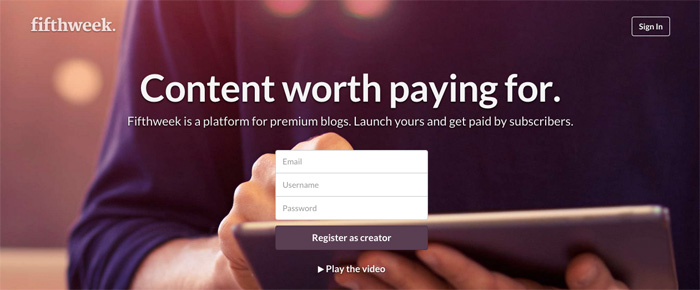 fifthweek.
Sign In
Content worth paying for.
Fifthweek is a platform for premium blogs. Launch yours and get paid by subscribers.
Email
Username
Password
Register as creator
Play the video